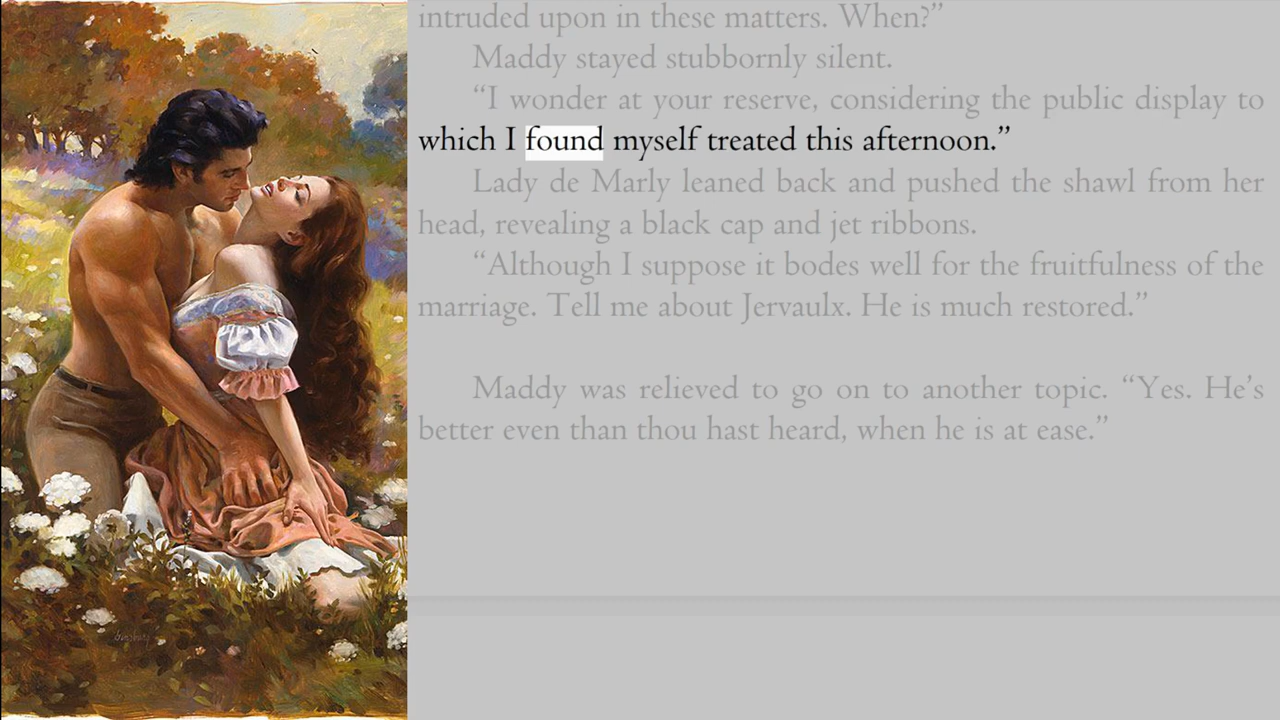 intruded upon in these matters. When?”
Maddy stayed stubbornly silent.
“I wonder at your reserve, considering the public display to
which I found myself treated this afternoon.”
Lady de Marly leaned back and pushed the shawl from her
head, revealing a black cap and jet ribbons.
“Although I suppose it bodes well for the fruitfulness of the
marriage. Tell me about Jervaulx. He is much restored.”
Maddy was relieved to go on to another topic. “Yes. He’s
better even than thou hast heard, when he is at ease.”